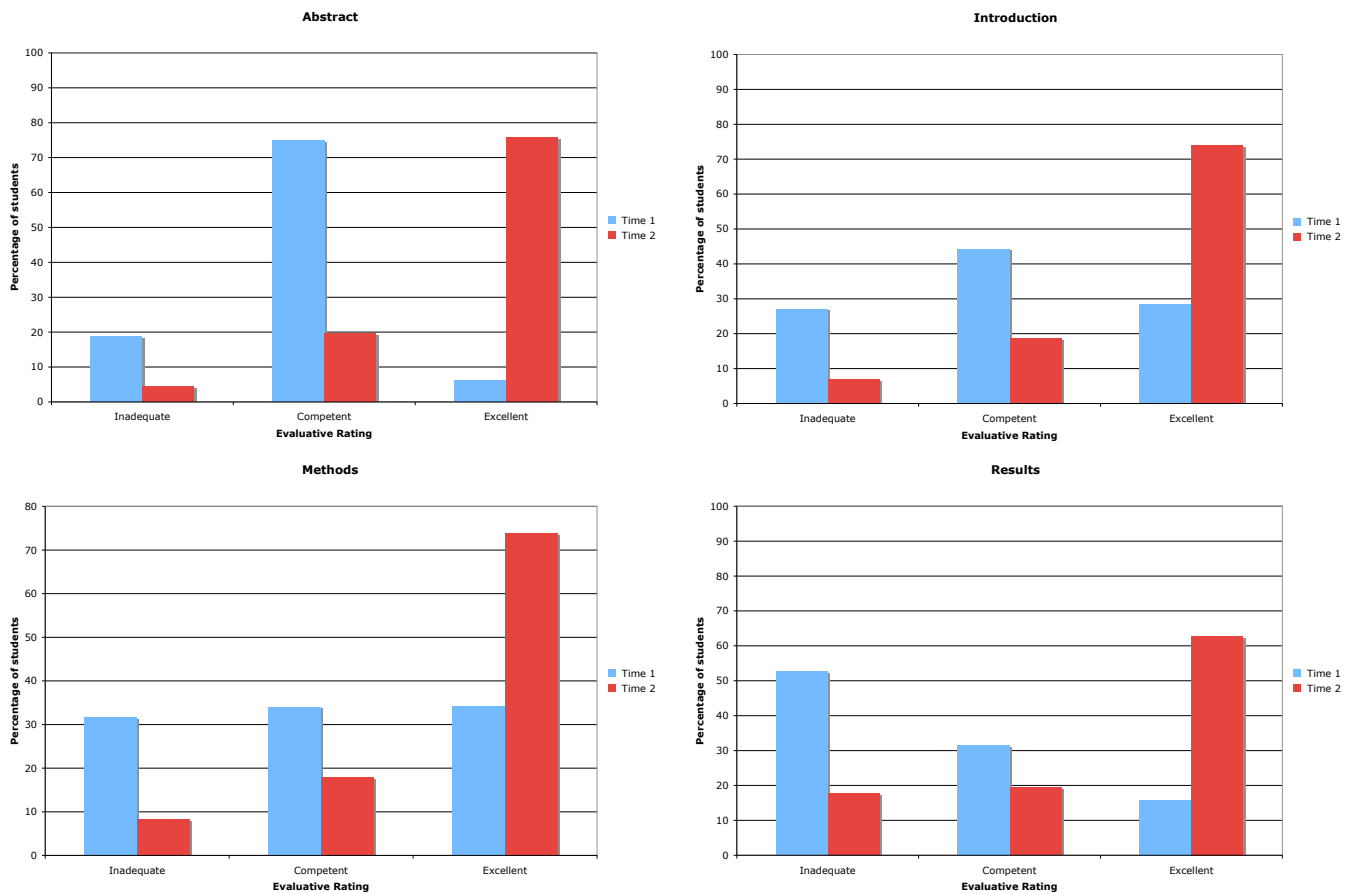 Abstract
100
90
80
70
60
50
40
30
20
10
0
Percentage of students
Inadequate Competent Excellent
Evaluative Rating
Time 1
Time 2
Introduction
100
90
80
70
60
50
40
30
20
10
0
Percentage of students
Inadequate Competent Excellent
Evaluative Rating
Time 1
Time 2
Methods
80
70
60
50
40
30
20
10
0
Percentage of students
Inadequate Competent Excellent
Evaluative Rating
Time 1
Time 2
Results
100
90
80
70
60
50
40
30
20
10
0
Percentage of students
Inadequate Competent Excellent
Evaluative Rating
Time 1
Time 2